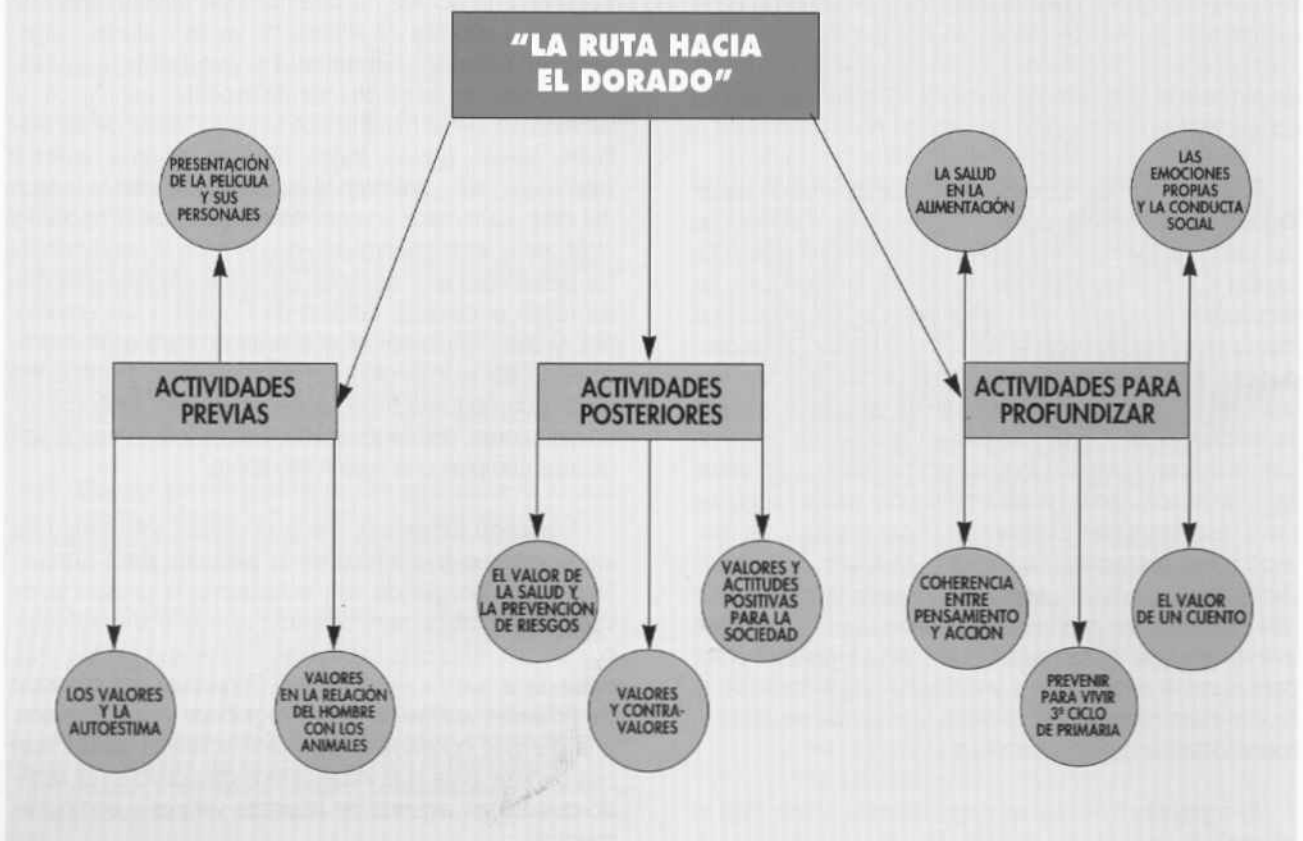 “LA RUTA HACIA
EL DORADO”
PRESENTACIÓN
DE LA PELÍCULA
Y SUS
PERSONAJES
LA SALUD
EN LA
ALIMENTACIÓN
LAS
EMOCIONES
PROPIAS
Y LA CONDUCTA
SOCIAL
ACTIVIDADES
PREVIAS
ACTIVIDADES
POSTERIORES
ACTIVIDADES PARA
PROFUNDIZAR
LOS VALORES
Y LA
AUTOESTIMA
VALORES
EN LA RELACIÓN
DEL HOMBRE
CON LOS
ANIMALES
EL VALOR DE
LA SALUD Y
LA PREVENCIÓN
DE RIESGOS
VALORES
Y CONTRA-
VALORES
VALORES Y
ACTITUDES
POSITIVAS
PARA LA
SOCIEDAD
COHERENCIA
ENTRE
PENSAMIENTO
Y ACCION
PREVENIR
PARA VIVIR
3º CICLO
DE PRIMARIA
EL VALOR
DE UN CUENTO